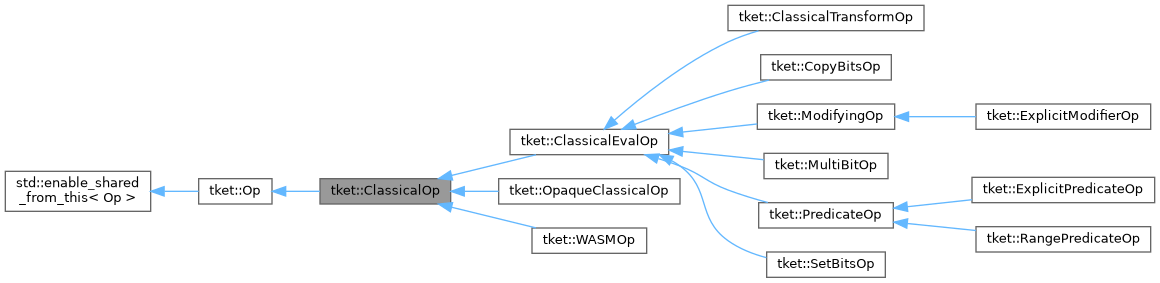 tket::ClassicalTransformOp
tket::CopyBitsOp
tket::ModifyingOp
tket::ExplicitModifierOp
tket::ClassicalEvalOp
tket::MultiBitOp
std::enable_shared
_from_this< Op >
tket::Op
tket::ClassicalOp
tket::OpaqueClassicalOp
tket::ExplicitPredicateOp
tket::PredicateOp
tket::WASMOp
tket::RangePredicateOp
tket::SetBitsOp